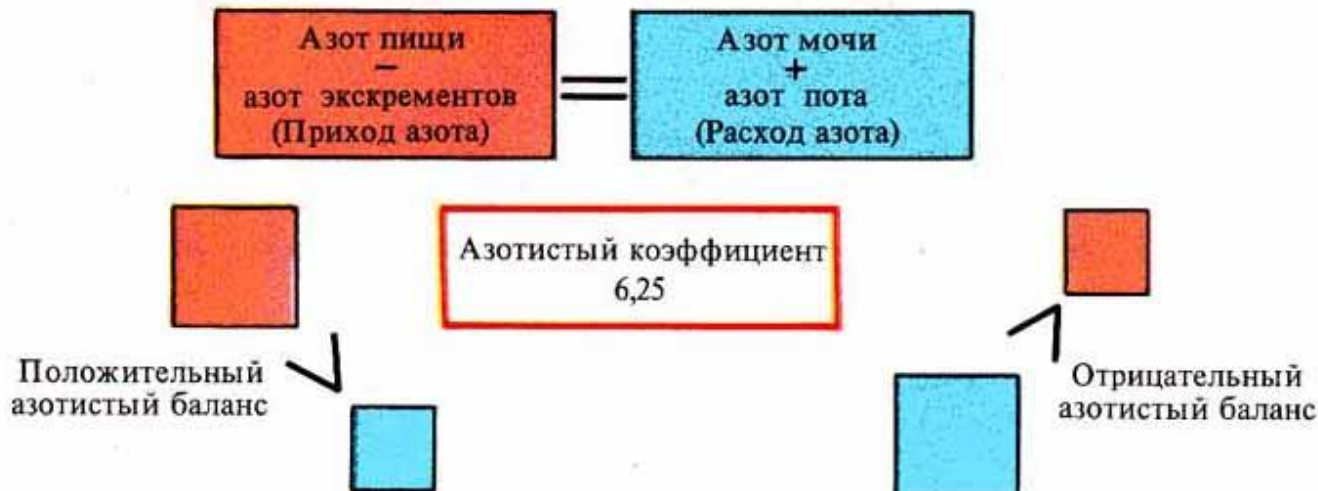 Азот пищи
−
азот экскрементов
(Приход азота)
=
Азот мочи
+
азот пота
(Расход азота)
Азотистый коэффициент
6,25
Положительный
азотистый баланс
Отрицательный
азотистый баланс